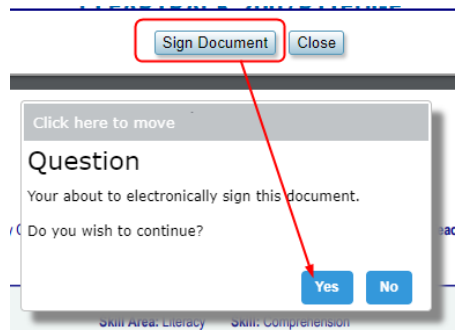 Sign Document Close
Click here to move
Question
Your about to electronically sign this document.
Do you wish to continue?
Yes No
Skill Area: Literacy Skill: Comprehension